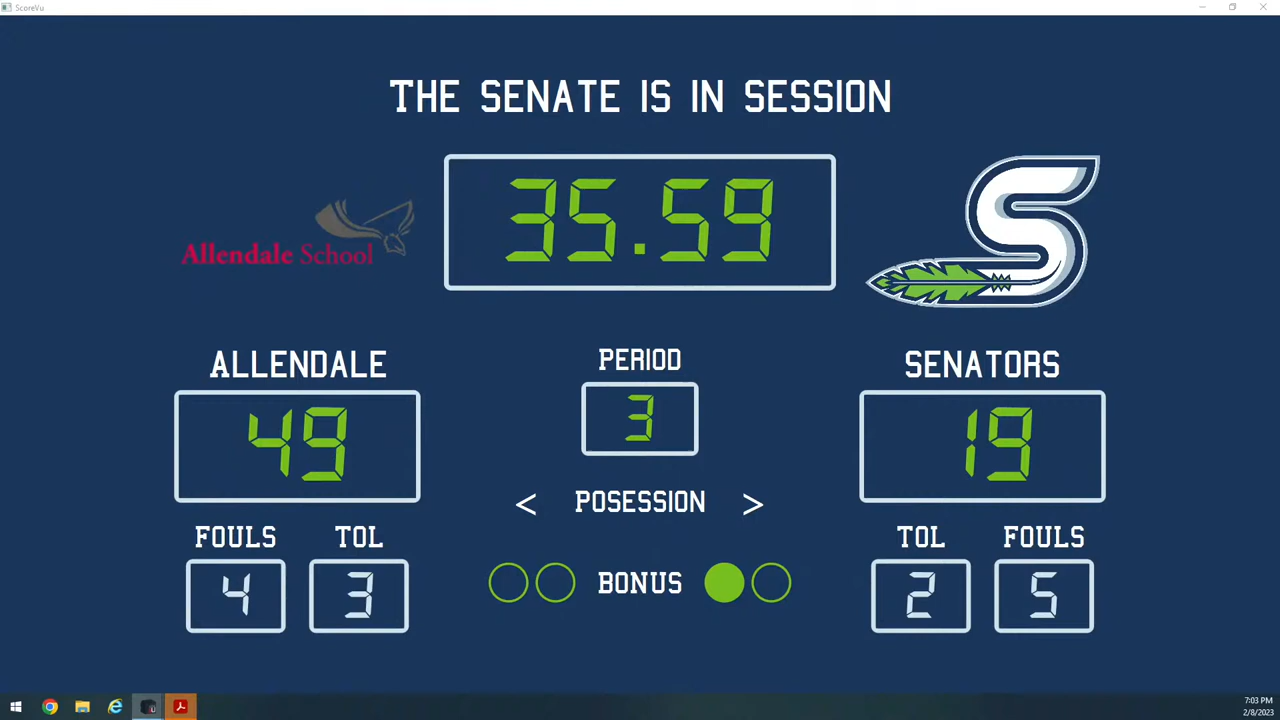 ScoreVu
THE SENATE IS IN SESSION
35.59
Allendale School
S
ALLENDALE
PERIOD
SENATORS
49
3
19
< POSESSION >
FOULS
TOL
TOL
FOULS
4
3
BONUS
2
5
7:03 PM
2/8/2023